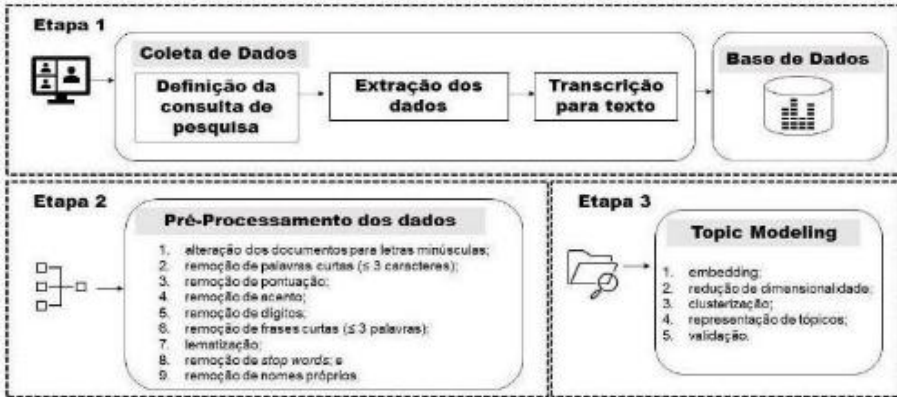 Etapa 1
Coleta de Dados
Definição da
consulta de
pesquisa
Extração dos
dados
Transcrição
para texto
Base de Dados
Etapa 2
Pré-Processamento dos dados
1. alteração dos documentos para letras minúsculas;
2. remoção de palavras curtas (≤ 3 caracteres);
3. remoção de pontuação;
4. remoção de acento;
5. remoção de dígitos;
6. remoção de frases curtas (≤ 3 palavras);
7. lematização;
8. remoção de stop words; e
9. remoção de nomes próprios.
Etapa 3
Topic Modeling
1. embedding;
2. redução de dimensionalidade;
3. clusterização;
4. representação de tópicos;
5. validação.